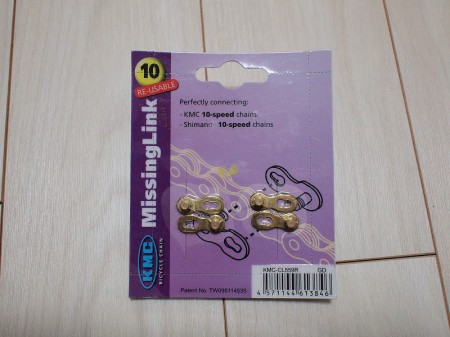 10
RE-USABLE
MissingLink
KMC
BICYCLE CHAIN
Perfectly connecting:
- KMC 10-speed chains
- Shimano 10-speed chains
KMC-CL559R GD
4 571144 613846
Patent No. TW095114535